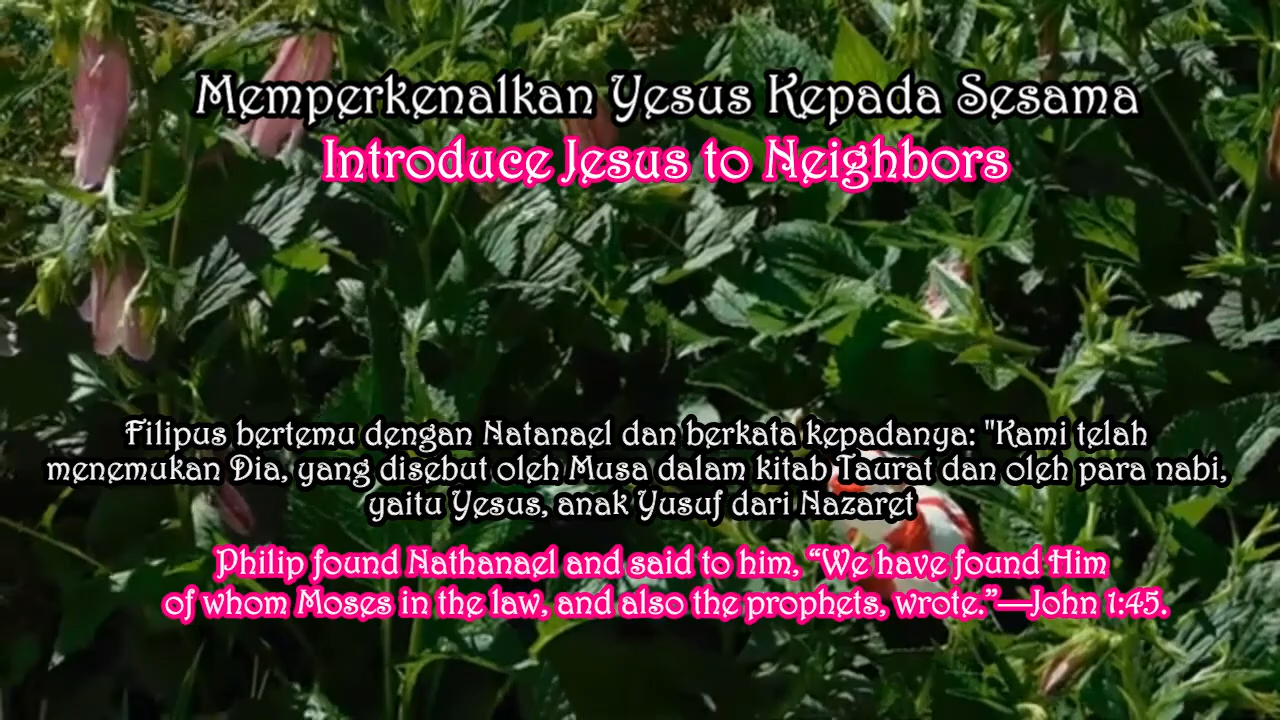 Memperkenalkan Yesus Kepada Sesama
Introduce Jesus to Neighbors
Filipus bertemu dengan Natanael dan berkata kepadanya: "Kami telah
menemukan Dia, yang disebut oleh Musa dalam kitab Taurat dan oleh para nabi,
yaitu Yesus, anak Yusuf dari Nazaret
Philip found Nathanael and said to him, “We have found Him
of whom Moses in the law, and also the prophets, wrote.”—John 1:45.